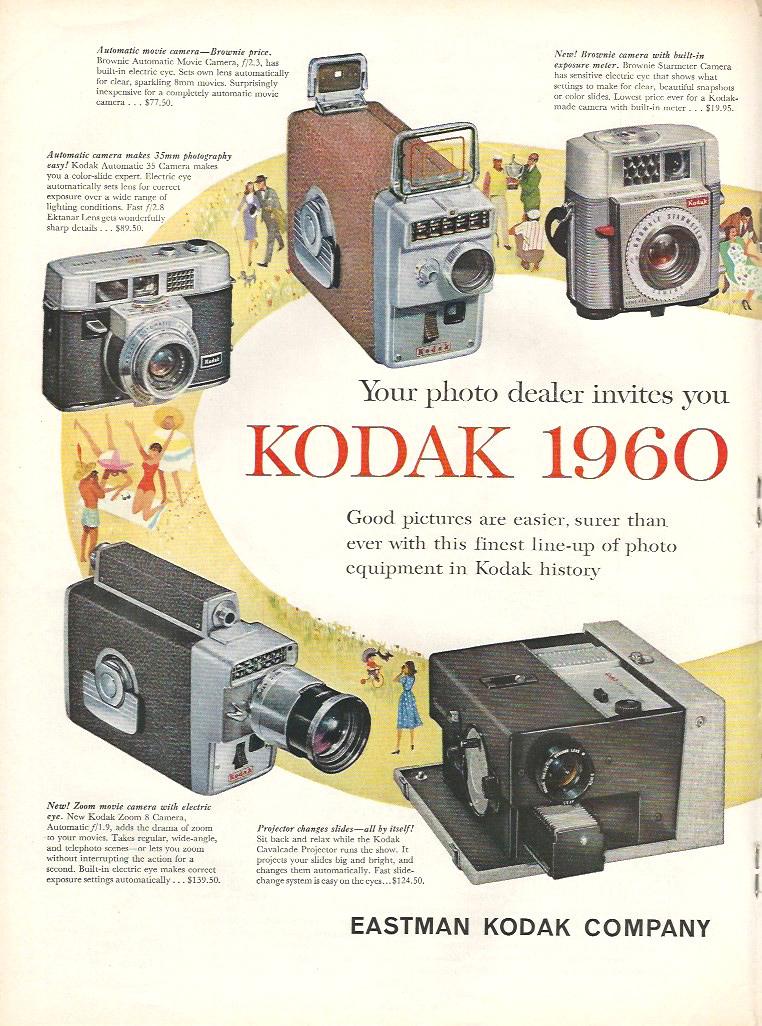 Automatic movie camera—Brownie price.
Brownie Automatic Movie Camera, f/2.3, has
built-in electric eye. Sets own lens automatically
for clear, sparkling 8mm movies. Surprisingly
inexpensive for a completely automatic movie
camera . . . $77.50.
New! Brownie camera with built-in
exposure meter. Brownie Starmeter Camera
has sensitive electric eye that shows what
settings to make for clear, beautiful snapshots
or color slides. Lowest price ever for a Kodak-
made camera with built-in meter . . . $19.95.
Automatic camera makes 35mm photography
easy! Kodak Automatic 35 Camera makes
you a color-slide expert. Electric eye
automatically sets lens for correct
exposure over a wide range of
lighting conditions. Fast f/2.8
Ektanar Lens gets wonderfully
sharp details . . . $89.50.
Kodak
BROWNIE STARMETER
Kodak
Kodak
Your photo dealer invites you
KODAK 1960
Good pictures are easier, surer than
ever with this finest line-up of photo
equipment in Kodak history
Kodak
New! Zoom movie camera with electric
eye. New Kodak Zoom 8 Camera,
Automatic f/1.9, adds the drama of zoom
to your movies. Takes regular, wide-angle,
and telephoto scenes—or lets you zoom
without interrupting the action for a
second. Built-in electric eye makes correct
exposure settings automatically . . . $139.50.
Projector changes slides—all by itself!
Sit back and relax while the Kodak
Cavalcade Projector runs the show. It
projects your slides big and bright, and
changes them automatically. Fast slide-
change system is easy on the eyes...$124.50.
EASTMAN KODAK COMPANY